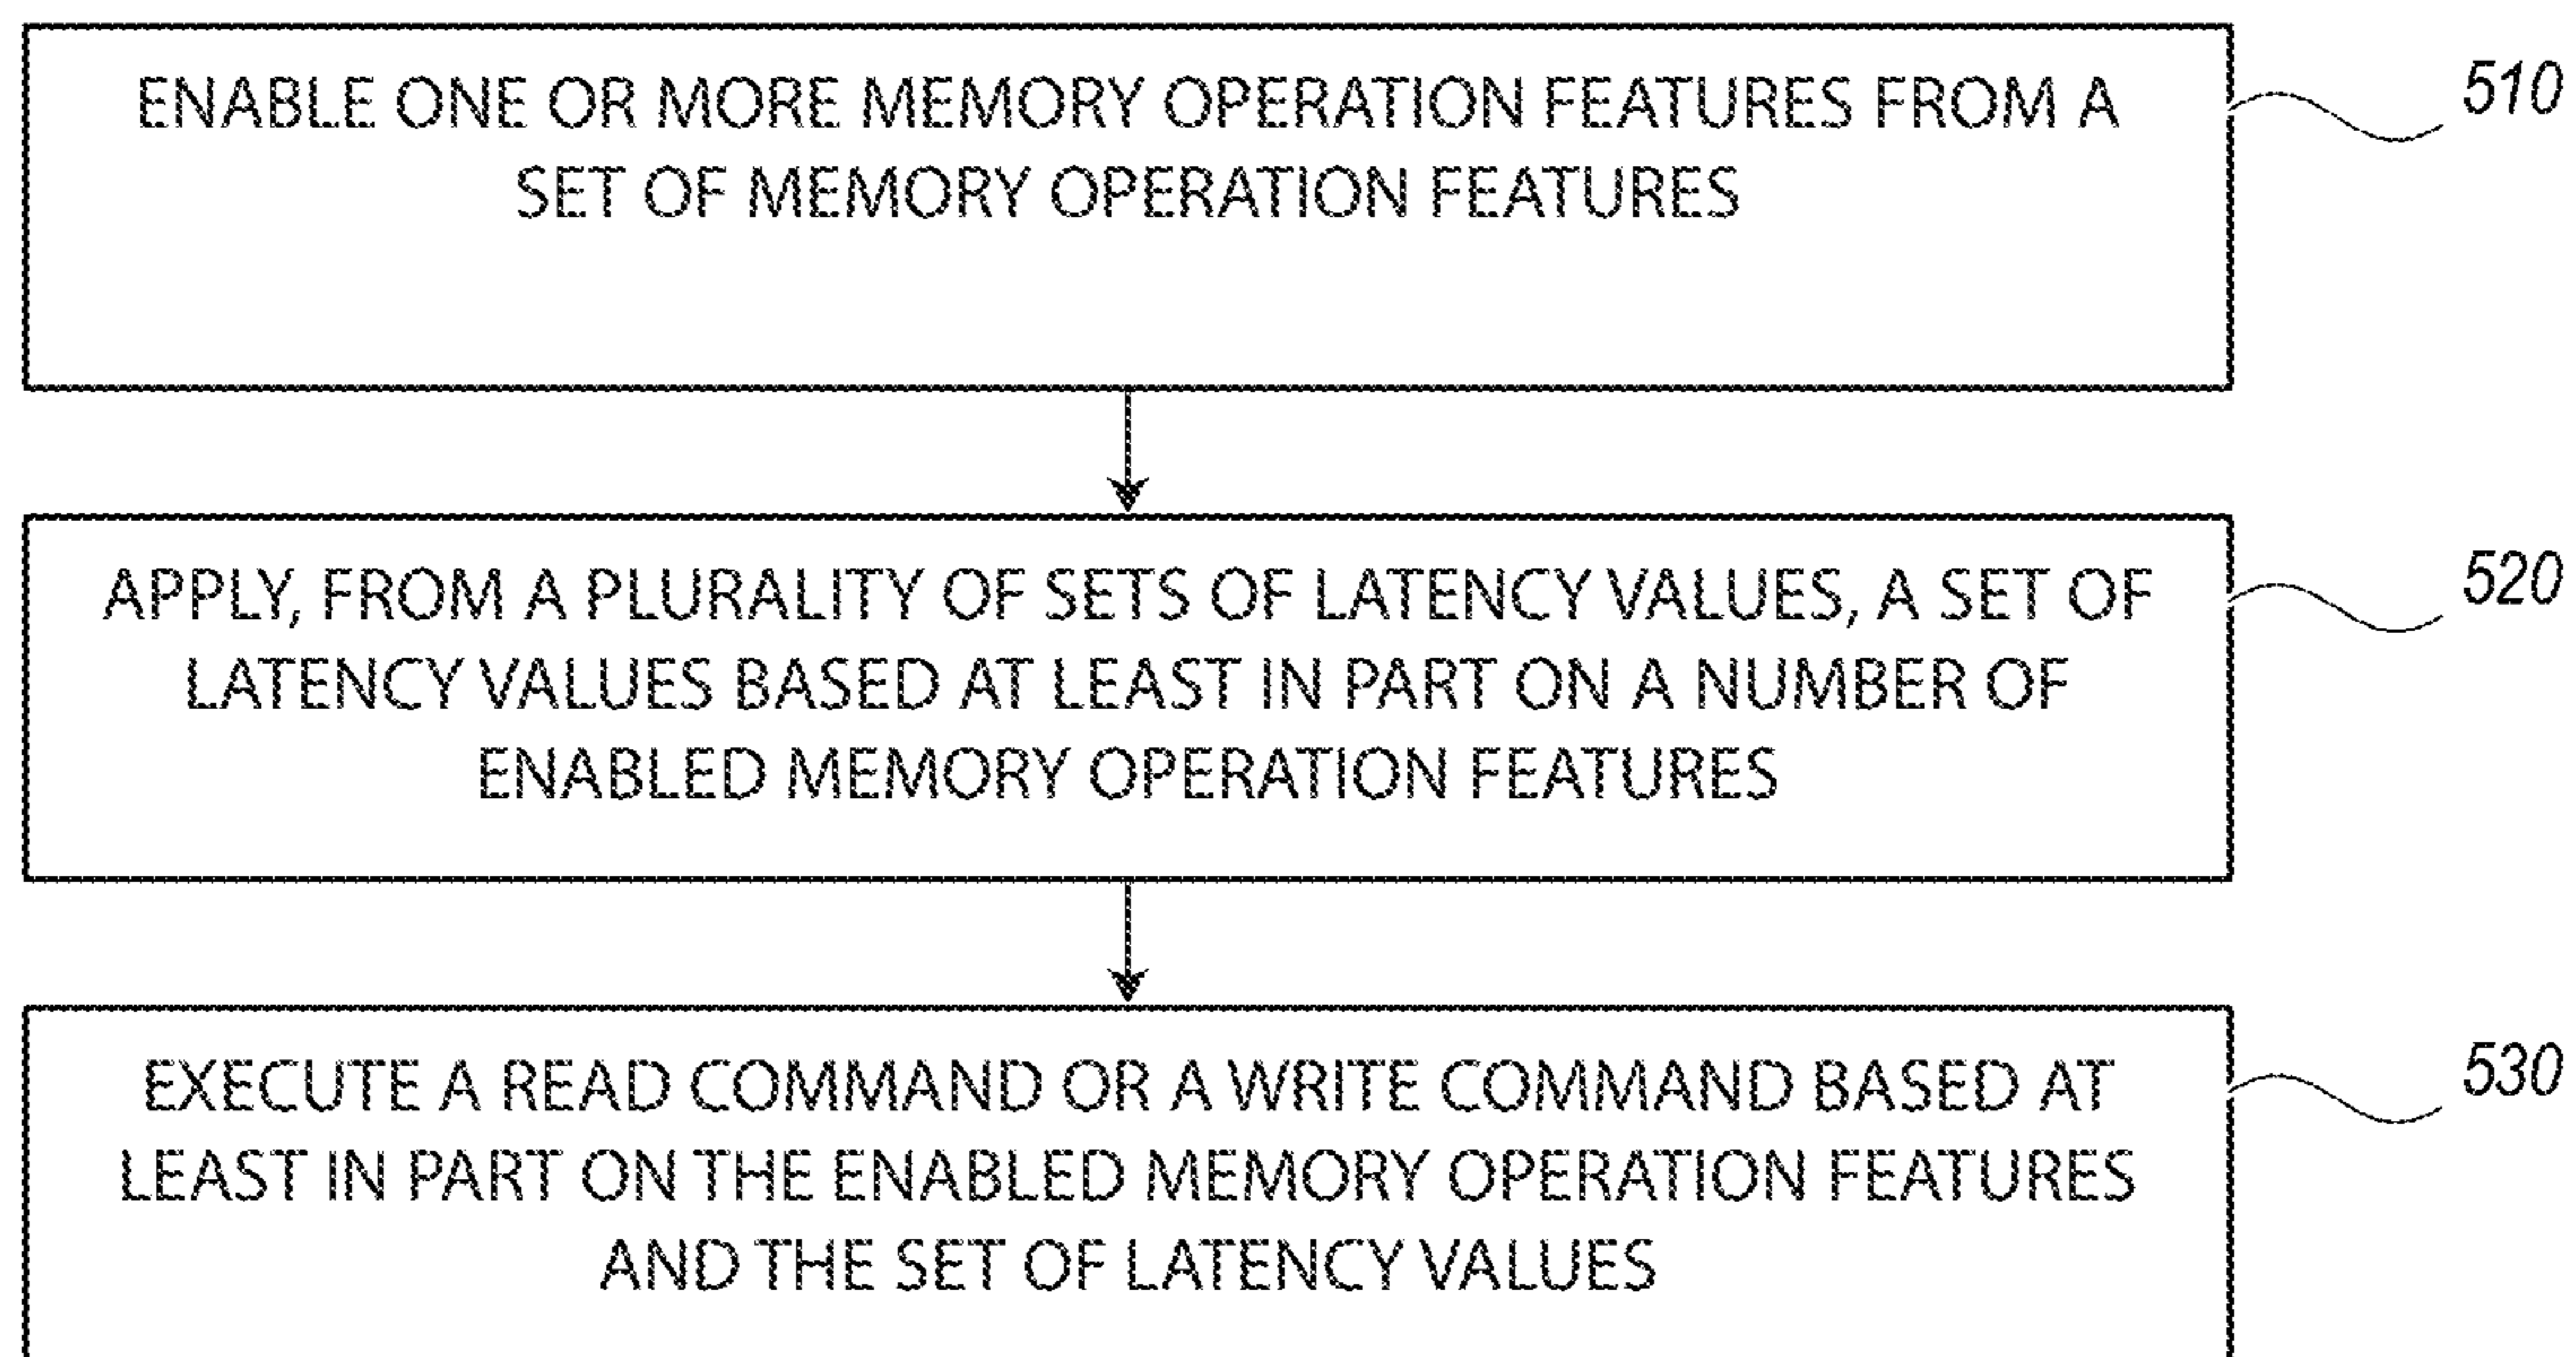 ENABLE ONE OR MORE MEMORY OPERATION FEATURES FROM A
SET OF MEMORY OPERATION FEATURES
510
APPLY, FROM A PLURALITY OF SETS OF LATENCY VALUES, A SET OF
LATENCY VALUES BASED AT LEAST IN PART ON A NUMBER OF
ENABLED MEMORY OPERATION FEATURES
520
EXECUTE A READ COMMAND OR A WRITE COMMAND BASED AT
LEAST IN PART ON THE ENABLED MEMORY OPERATION FEATURES
AND THE SET OF LATENCY VALUES
530